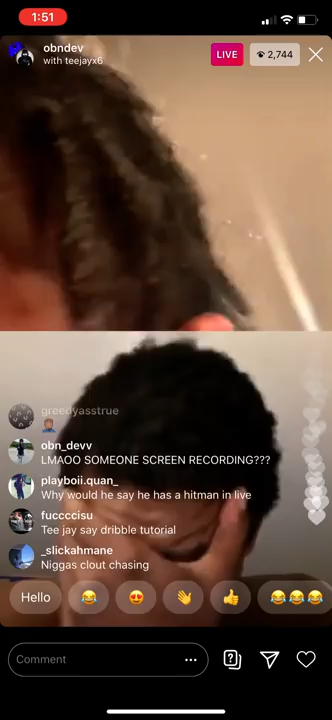 1:51
obndev
with teejayx6
LIVE
2,744
greedyasstrue
🤦🏽‍♂️
obn_devv
LMAOO SOMEONE SCREEN RECORDING???
playboii.quan_
Why would he say he has a hitman in live
fuccccisu
Tee jay say dribble tutorial
_slickahmane
Niggas clout chasing
Hello 😂 😍 👋 👍 😂😂😂
Comment